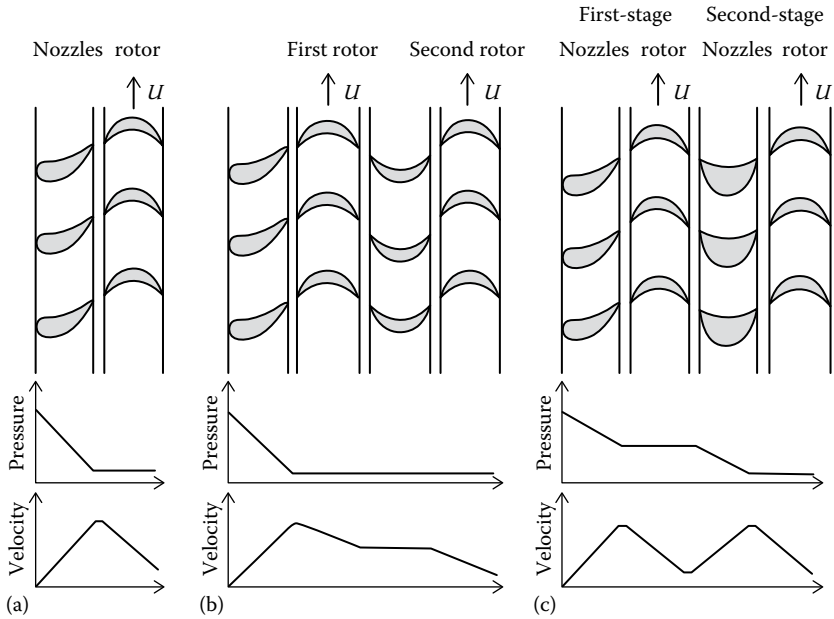 First-stage Second-stage
Nozzles rotor First rotor Second rotor Nozzles rotor Nozzles rotor
u u u u u
Pressure Pressure Pressure
Velocity Velocity Velocity
(a) (b) (c)